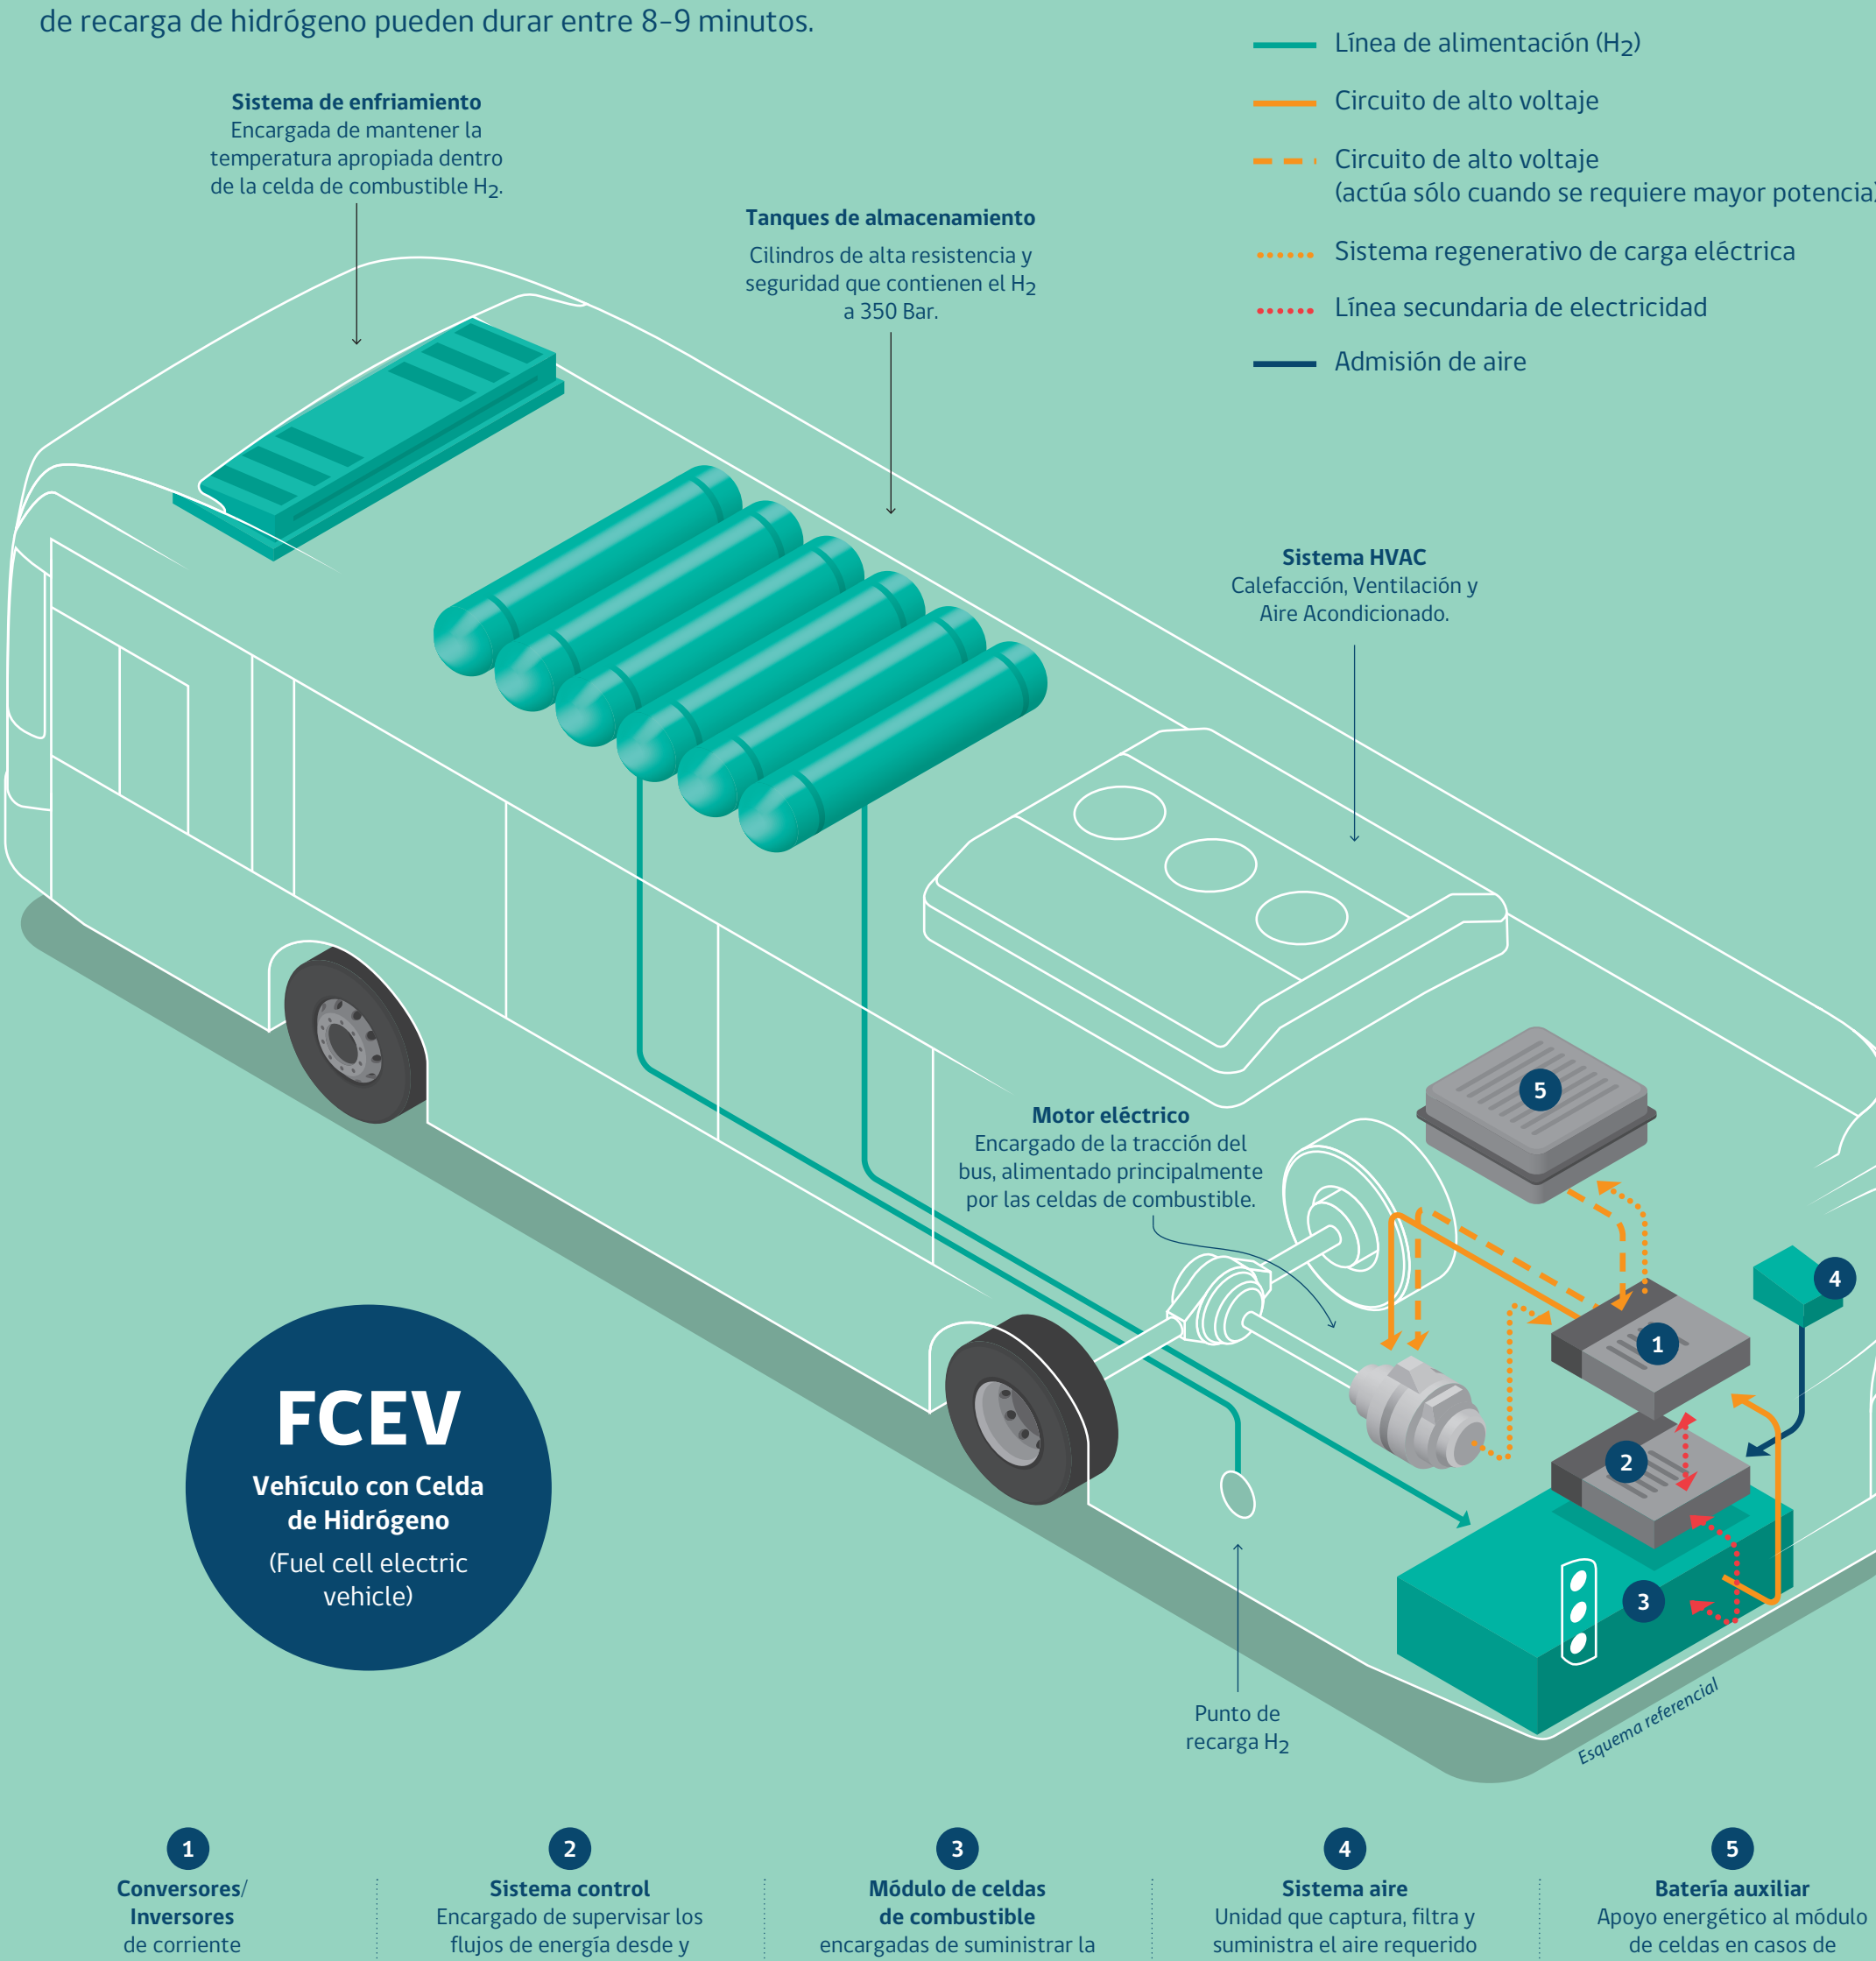 de recarga de hidrógeno pueden durar entre 8-9 minutos.
Línea de alimentación (H₂)
Circuito de alto voltaje
Circuito de alto voltaje
(actúa sólo cuando se requiere mayor potencia)
Sistema regenerativo de carga eléctrica
Línea secundaria de electricidad
Admisión de aire
Sistema de enfriamiento
Encargada de mantener la
temperatura apropiada dentro
de la celda de combustible H₂.
Tanques de almacenamiento
Cilindros de alta resistencia y
seguridad que contienen el H₂
a 350 Bar.
Sistema HVAC
Calefacción, Ventilación y
Aire Acondicionado.
Motor eléctrico
Encargado de la tracción del
bus, alimentado principalmente
por las celdas de combustible.
5
4
1
2
3
FCEV
Vehículo con Celda
de Hidrógeno
(Fuel cell electric
vehicle)
Punto de
recarga H₂
Esquema referencial
1
Conversores/
Inversores
de corriente
2
Sistema control
Encargado de supervisar los
flujos de energía desde y
3
Módulo de celdas
de combustible
encargadas de suministrar la
4
Sistema aire
Unidad que captura, filtra y
suministra el aire requerido
5
Batería auxiliar
Apoyo energético al módulo
de celdas en casos de